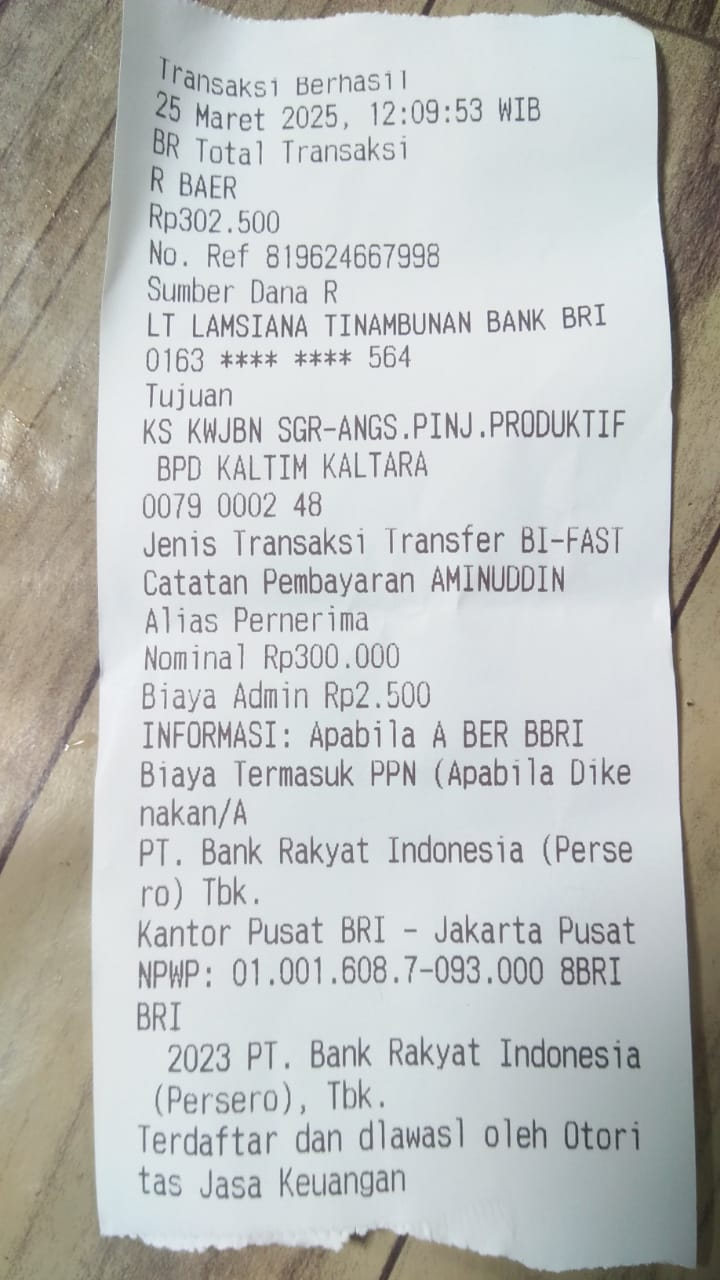 Transaksi Berhasil
25 Maret 2025, 12:09:53 WIB
BR Total Transaksi
R BAER
Rp302.500
No. Ref 819624667998
Sumber Dana R
LT LAMSIANA TINAMBUNAN BANK BRI
0163 **** **** 564
Tujuan
KS KWJBN SGR-ANGS.PINJ.PRODUKTIF
BPD KALTIM KALTARA
0079 0002 48
Jenis Transaksi Transfer BI-FAST
Catatan Pembayaran AMINUDDIN
Alias Pernerima
Nominal Rp300.000
Biaya Admin Rp2.500
INFORMASI: Apabila A BER BBRI
Biaya Termasuk PPN (Apabila Dike
nakan/A
PT. Bank Rakyat Indonesia (Perse
ro) Tbk.
Kantor Pusat BRI - Jakarta Pusat
NPWP: 01.001.608.7-093.000 8BRI
BRI
2023 PT. Bank Rakyat Indonesia
(Persero), Tbk.
Terdaftar dan dlawasl oleh Otori
tas Jasa Keuangan